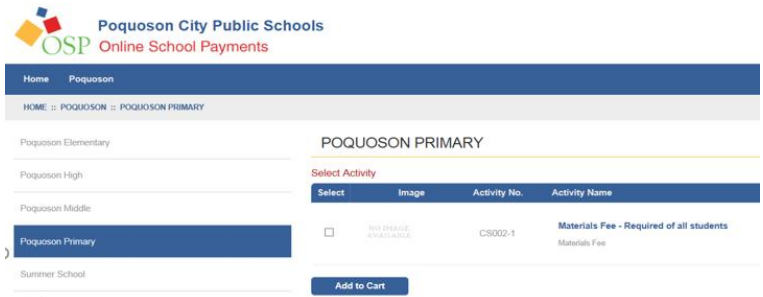 Poquoson City Public Schools
OSP Online School Payments
Home Poquoson
HOME :: POQUOSON :: POQUOSON PRIMARY
Poquoson Elementary
Poquoson High
Poquoson Middle
Poquoson Primary
Summer School
POQUOSON PRIMARY
Select Activity
Select Image Activity No. Activity Name
NO IMAGE
AVAILABLE
CS002-1
Materials Fee - Required of all students
Materials Fee
Add to Cart